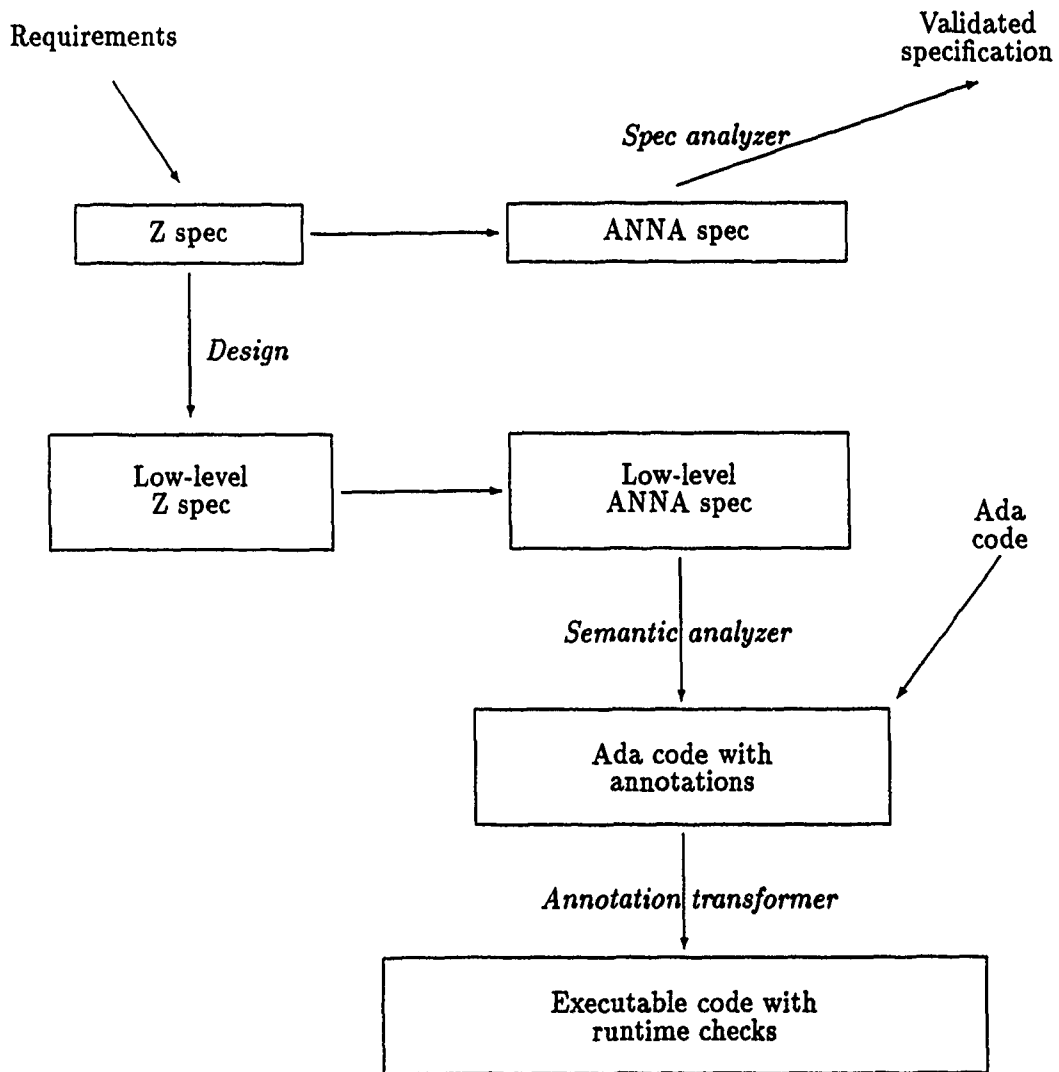 Requirements
Validated
specification
Spec analyzer
Z spec
ANNA spec
Design
Low-level
Z spec
Low-level
ANNA spec
Ada
code
Semantic analyzer
Ada code with
annotations
Annotation transformer
Executable code with
runtime checks